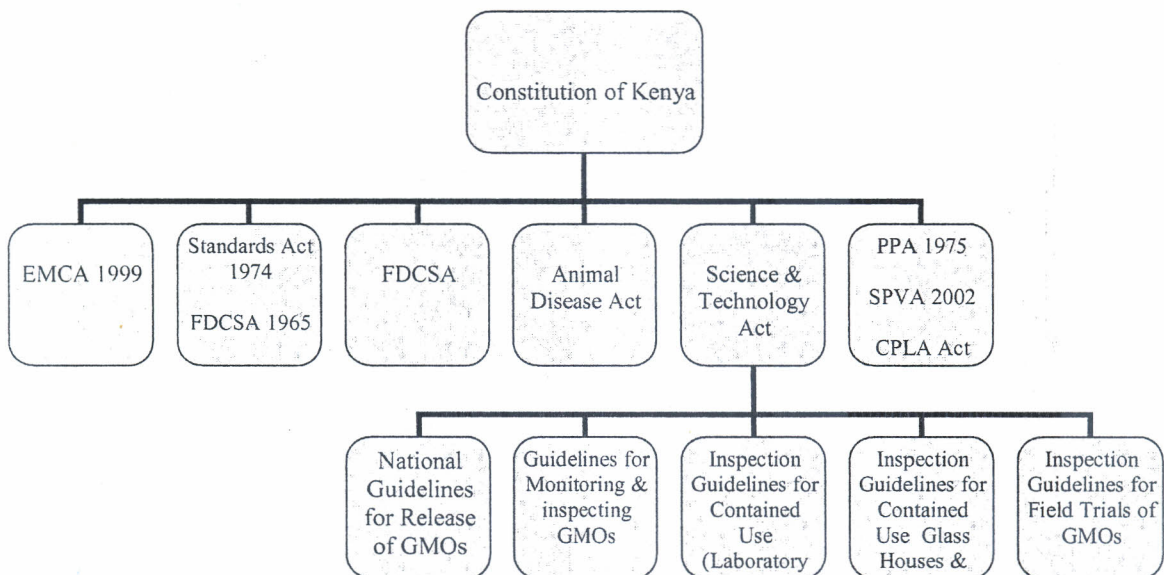 Constitution of Kenya
EMCA 1999
Standards Act
1974
FDCSA 1965
FDCSA
Animal
Disease Act
Science &
Technology
Act
PPA 1975
SPVA 2002
CPLA Act
National
Guidelines
for Release
of GMOs
Guidelines for
Monitoring &
inspecting
GMOs
Inspection
Guidelines for
Contained
Use
(Laboratory
Inspection
Guidelines for
Contained
Use Glass
Houses &
Inspection
Guidelines for
Field Trials of
GMOs